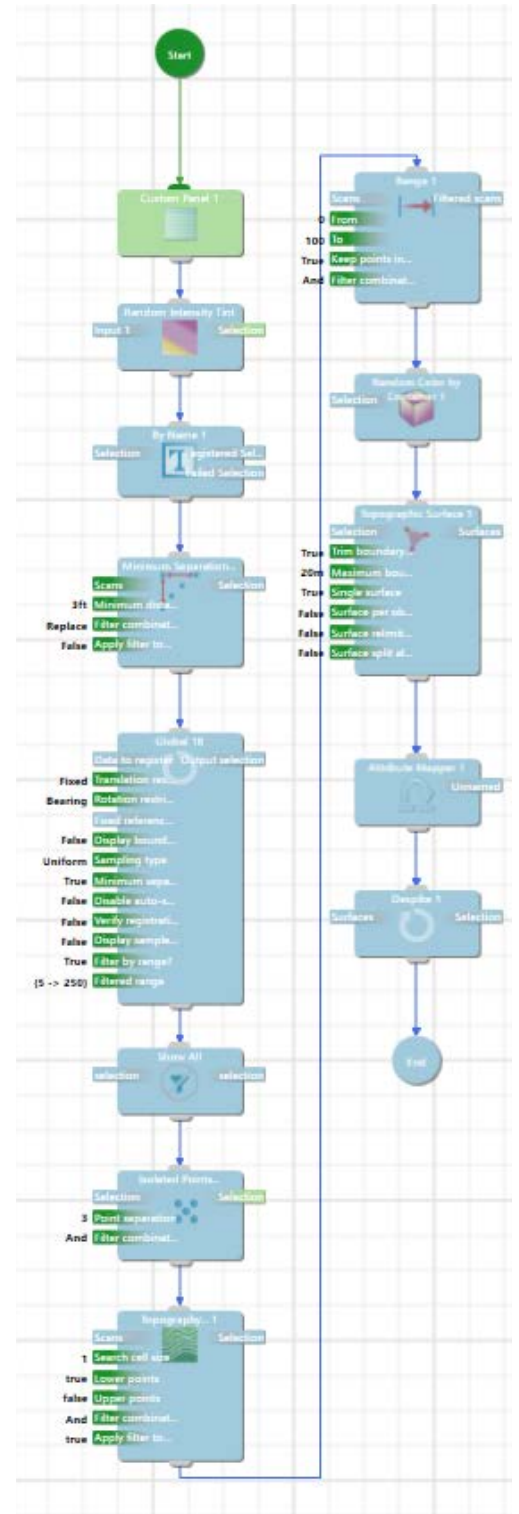 Start
Custom Panel 1
Random Intensity Tint
Input 1 Selection
By Name 1
Selection Registered Sel...
Failed Selection
Minimum Separation...
Scans Selection
3ft Minimum dista...
Replace Filter combinat...
False Apply filter to...
Global 18
Data to register Output selection
Fixed Translation res...
Bearing Rotation restri...
Fixed referenc...
False Display bound...
Uniform Sampling type
True Minimum sepa...
False Disable auto-s...
False Verify registrati...
False Display sample...
True Filter by range?
(5 -> 250) Filtered range
Show All
selection selection
Isolated Points...
Selection Selection
3 Point separation
And Filter combinat...
Topography... 1
Scans Selection
1 Search cell size
true Lower points
false Upper points
And Filter combinat...
true Apply filter to...
Range 1
Scans Filtered scans
0 From
100 To
True Keep points in...
And Filter combinat...
Random Color by
Container 1
Selection
Topographic Surface 1
Selection Surfaces
True Trim boundary...
20m Maximum bou...
True Single surface
False Surface per sc...
False Surface relimit...
False Surface split al...
Attribute Mapper 1
Unnamed
Despike 1
Surfaces Selection
End